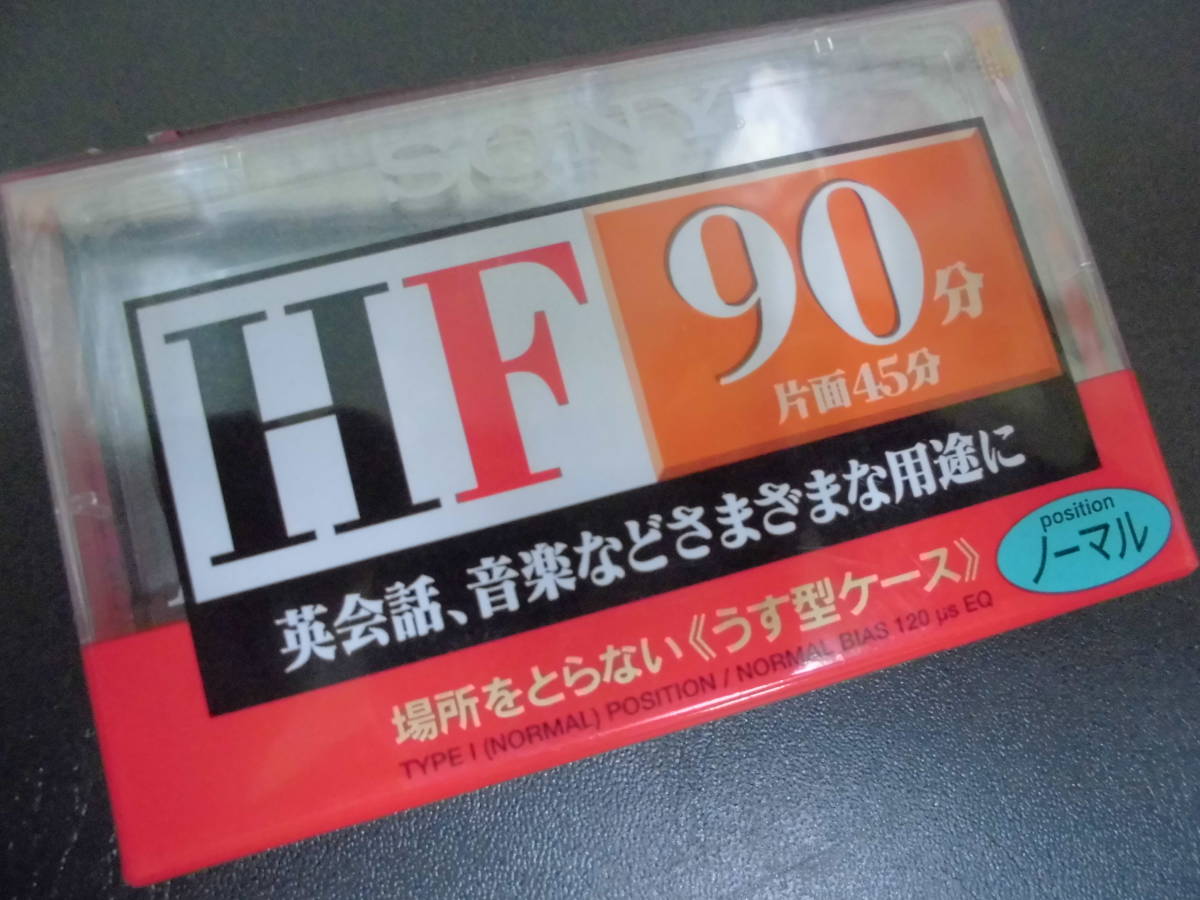 SONY
HF
90分
片面45分
英会話、音楽などさまざまな用途に
position
ノーマル
場所をとらない《うす型ケース》
TYPE I (NORMAL) POSITION / NORMAL BIAS 120 μs EQ